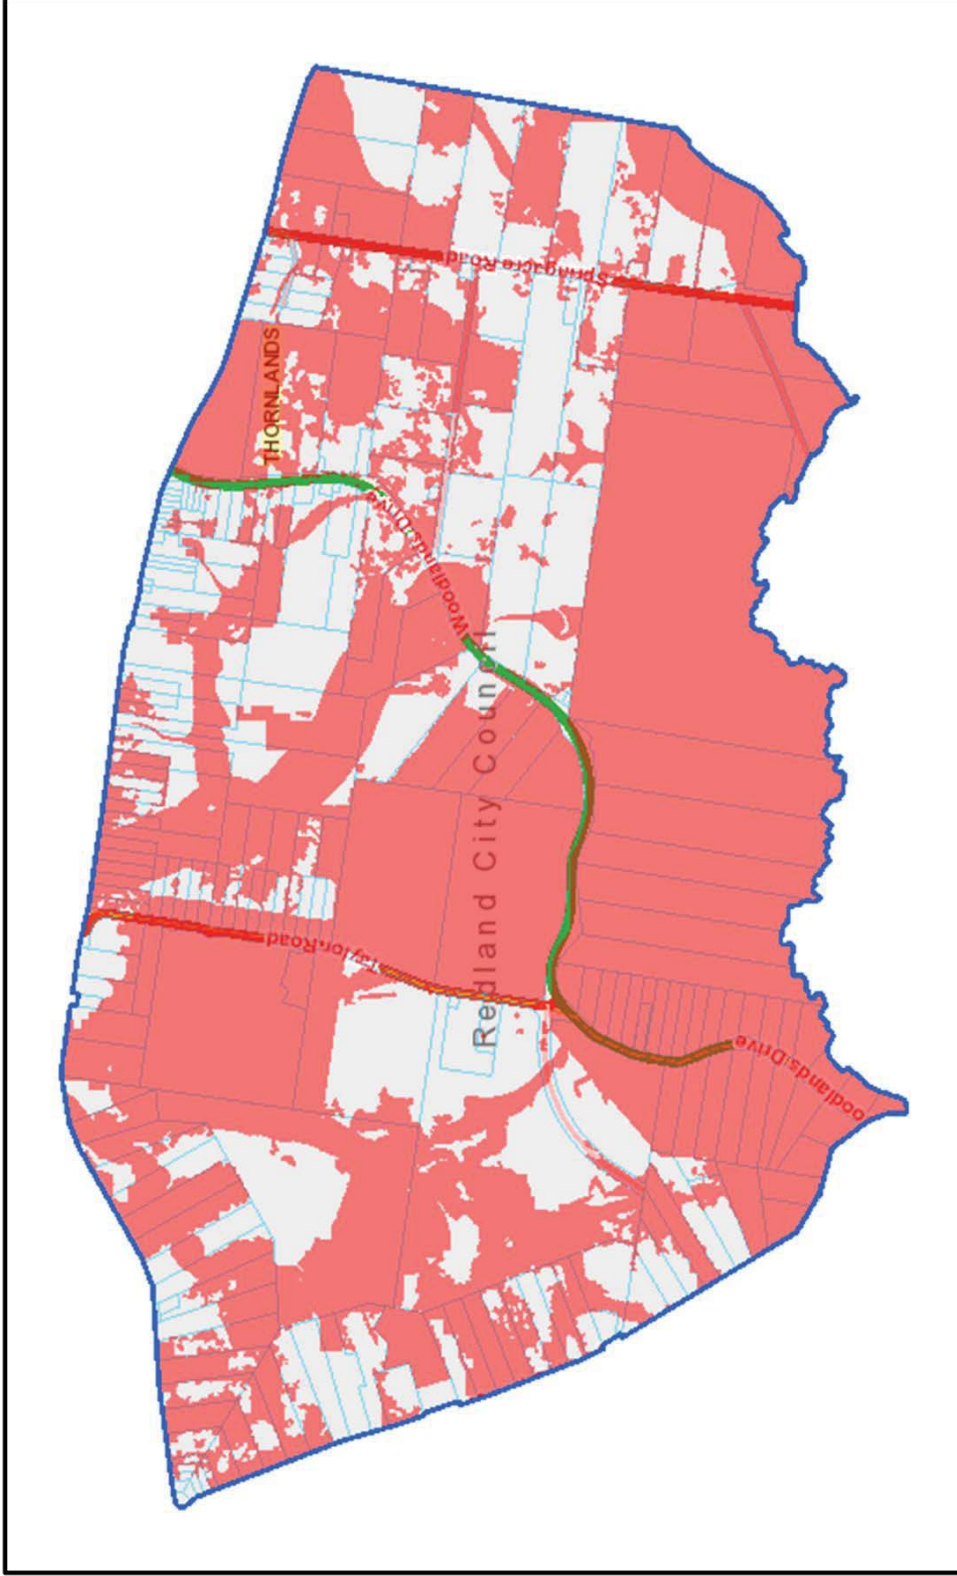 Springacre Road
THORNLANDS
Woodlands Drive
Redland City Council
Taylor Road
oodlands Drive